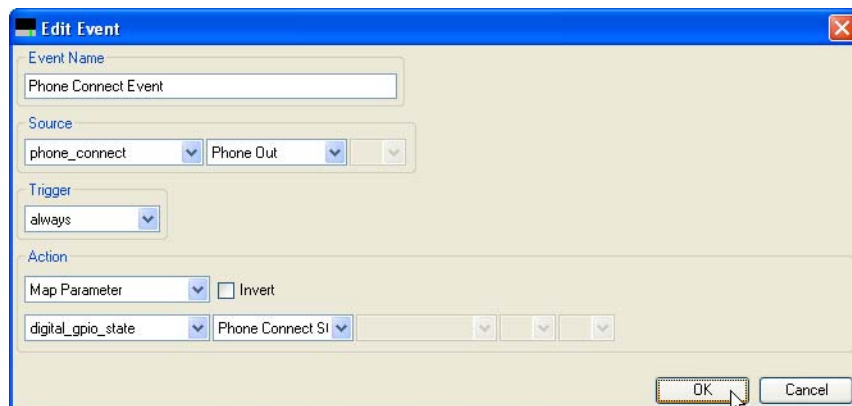 Edit Event
Event Name
Phone Connect Event
Source
phone_connect Phone Out
Trigger
always
Action
Map Parameter Invert
digital_gpio_state Phone Connect
OK Cancel